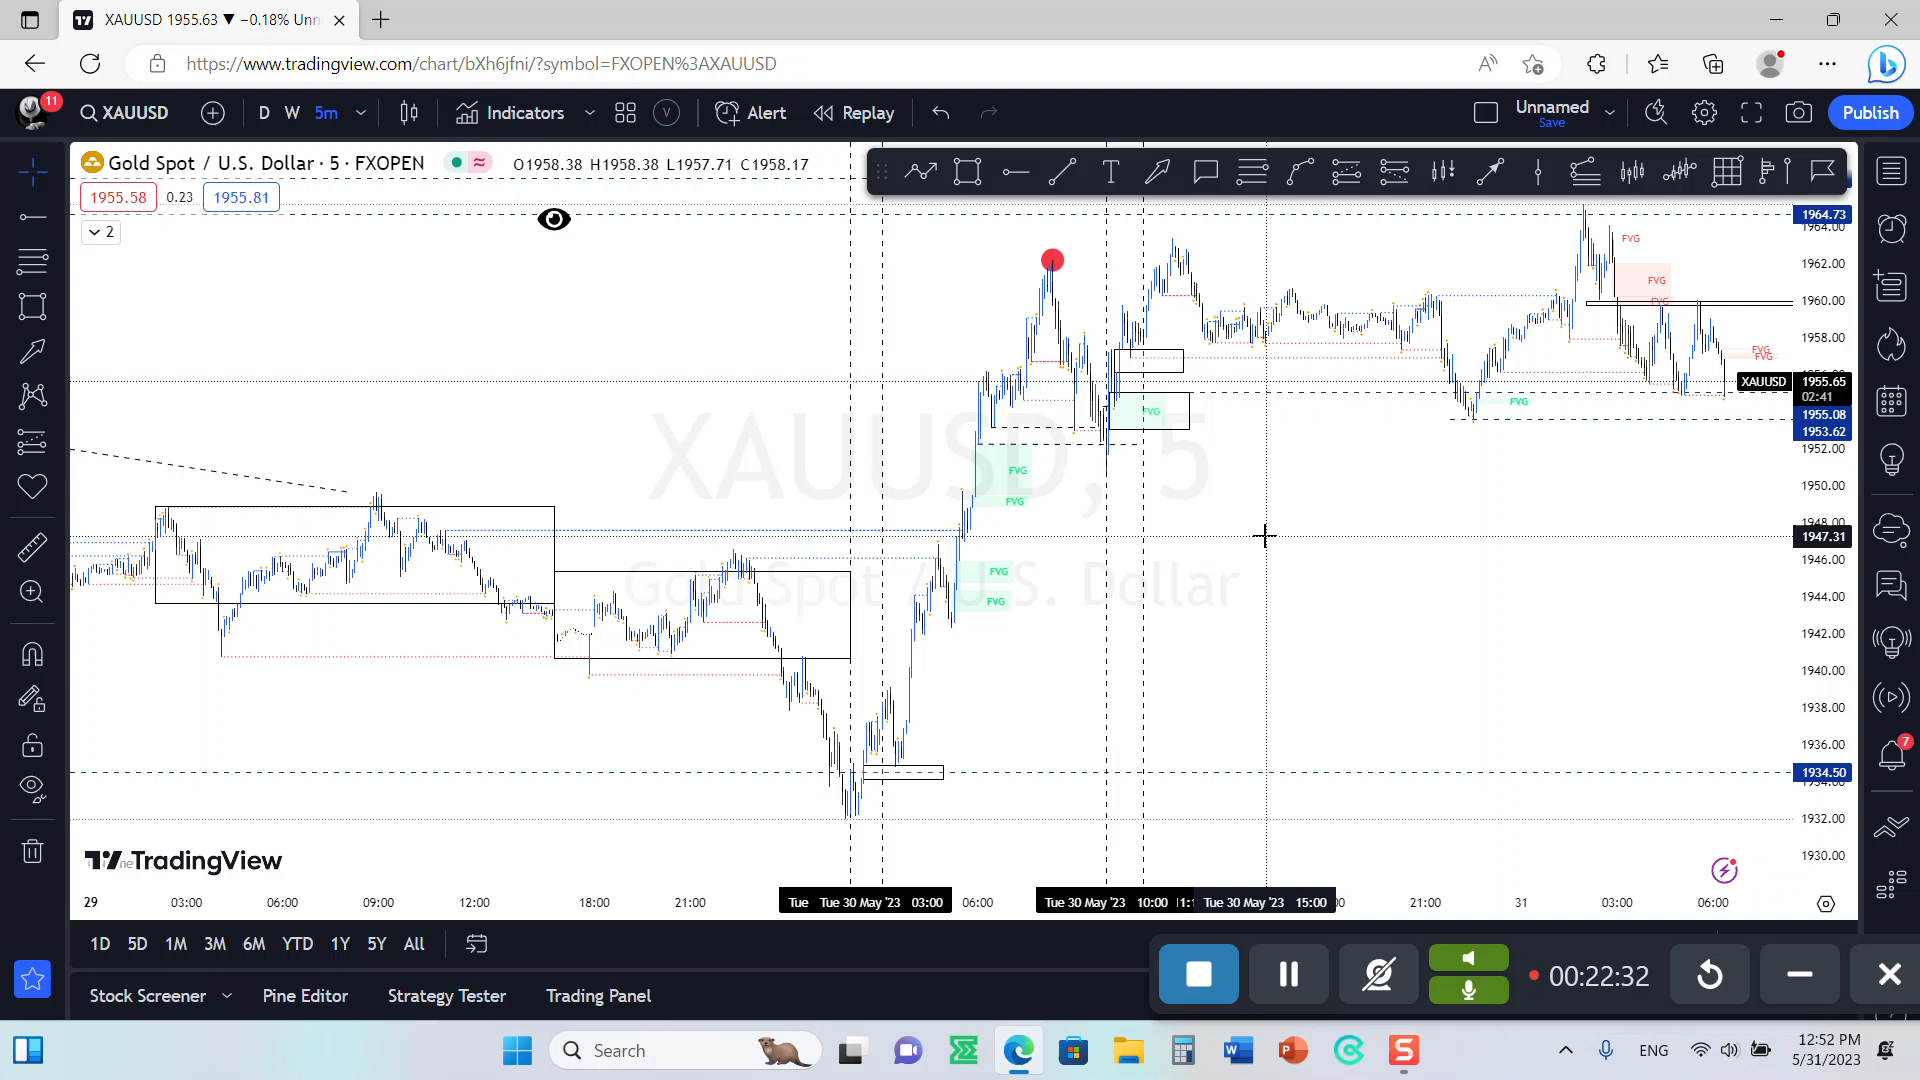 XAUUSD 1955.63 ▼ −0.18% Unn
https://www.tradingview.com/chart/bXh6jfni/?symbol=FXOPEN%3AXAUUSD
11
XAUUSD
D W 5m
Indicators
V
Alert
Replay
Unnamed
Save
Publish
Gold Spot / U.S. Dollar · 5 · FXOPEN
O1958.38 H1958.38 L1957.71 C1958.17
1955.58 0.23 1955.81
2
1964.73
1964.00
1962.00
1960.00
1958.00
XAUUSD 1955.65
02:41
1955.08
1953.62
1952.00
1950.00
1948.00
1947.31
1946.00
1944.00
1942.00
1940.00
1938.00
1936.00
1934.50
1932.00
1930.00
FVG
FVG
FVG
FVG
FVG
FVG
FVG
FVG
FVG
FVG
FVG
XAUUSD, 5
Gold Spot / U.S. Dollar
TradingView
29 03:00 06:00 09:00 12:00 18:00 21:00 Tue Tue 30 May '23 03:00 06:00 Tue 30 May '23 10:00 Tue 30 May '23 15:00 21:00 31 03:00 06:00
1D 5D 1M 3M 6M YTD 1Y 5Y All
Stock Screener Pine Editor Strategy Tester Trading Panel
7
00:22:32
Search
ENG
12:52 PM
5/31/2023